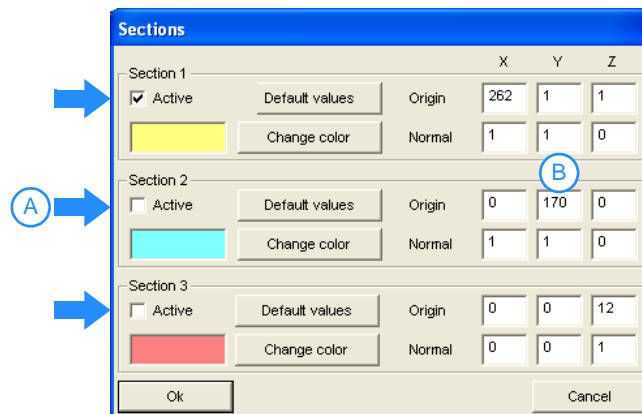 Sections
X Y Z
Section 1
Active Default values Origin 262 1 1
Change color Normal 1 1 0
B
Section 2
A Active Default values Origin 0 170 0
Change color Normal 1 1 0
Section 3
Active Default values Origin 0 0 12
Change color Normal 0 0 1
Ok Cancel